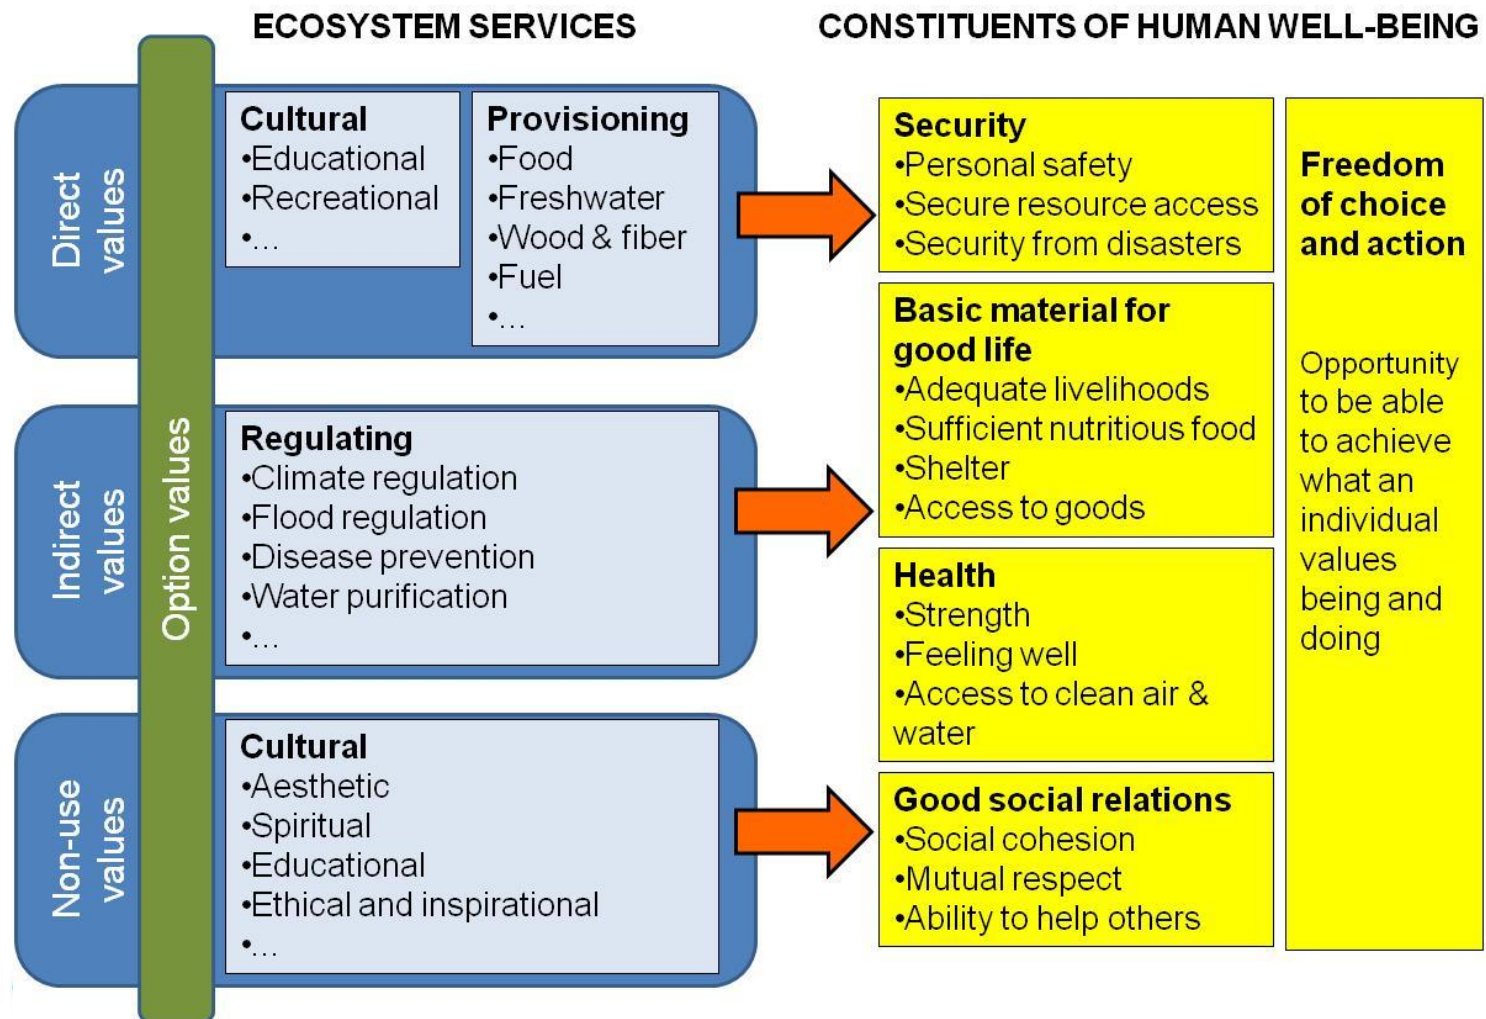 ECOSYSTEM SERVICES
CONSTITUENTS OF HUMAN WELL-BEING
Direct
values
Cultural
•Educational
•Recreational
•...
Provisioning
•Food
•Freshwater
•Wood & fiber
•Fuel
•...
Option values
Indirect
values
Regulating
•Climate regulation
•Flood regulation
•Disease prevention
•Water purification
•...
Non-use
values
Cultural
•Aesthetic
•Spiritual
•Educational
•Ethical and inspirational
•...
Security
•Personal safety
•Secure resource access
•Security from disasters
Basic material for
good life
•Adequate livelihoods
•Sufficient nutritious food
•Shelter
•Access to goods
Health
•Strength
•Feeling well
•Access to clean air &
water
Good social relations
•Social cohesion
•Mutual respect
•Ability to help others
Freedom
of choice
and action
Opportunity
to be able
to achieve
what an
individual
values
being and
doing